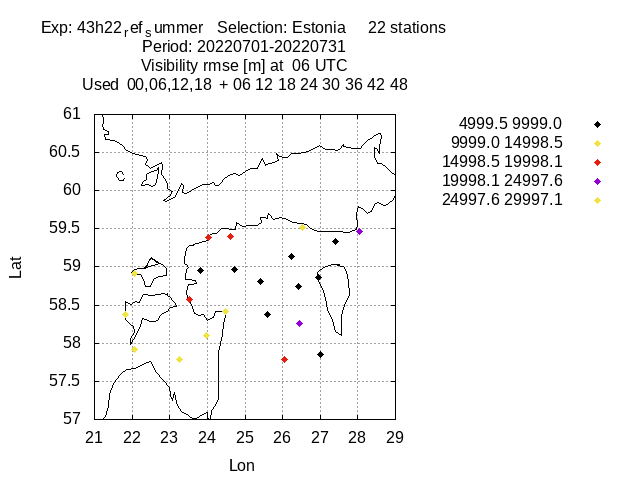 Exp: 43h22ref summer   Selection: Estonia     22 stations
Period: 20220701-20220731
Visibility rmse [m] at  06 UTC
Used  00,06,12,18  + 06 12 18 24 30 36 42 48
4999.5 9999.0
9999.0 14998.5
14998.5 19998.1
19998.1 24997.6
24997.6 29997.1
61
60.5
60
59.5
59
58.5
58
57.5
57
Lat
21 22 23 24 25 26 27 28 29
Lon